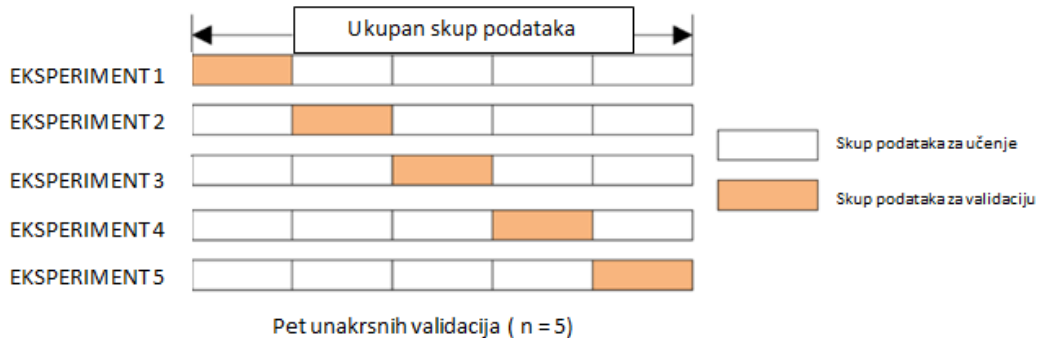 Ukupan skup podataka
EKSPERIMENT 1
EKSPERIMENT 2
EKSPERIMENT 3
EKSPERIMENT 4
EKSPERIMENT 5
Skup podataka za učenje
Skup podataka za validaciju
Pet unakrsnih validacija ( n = 5)